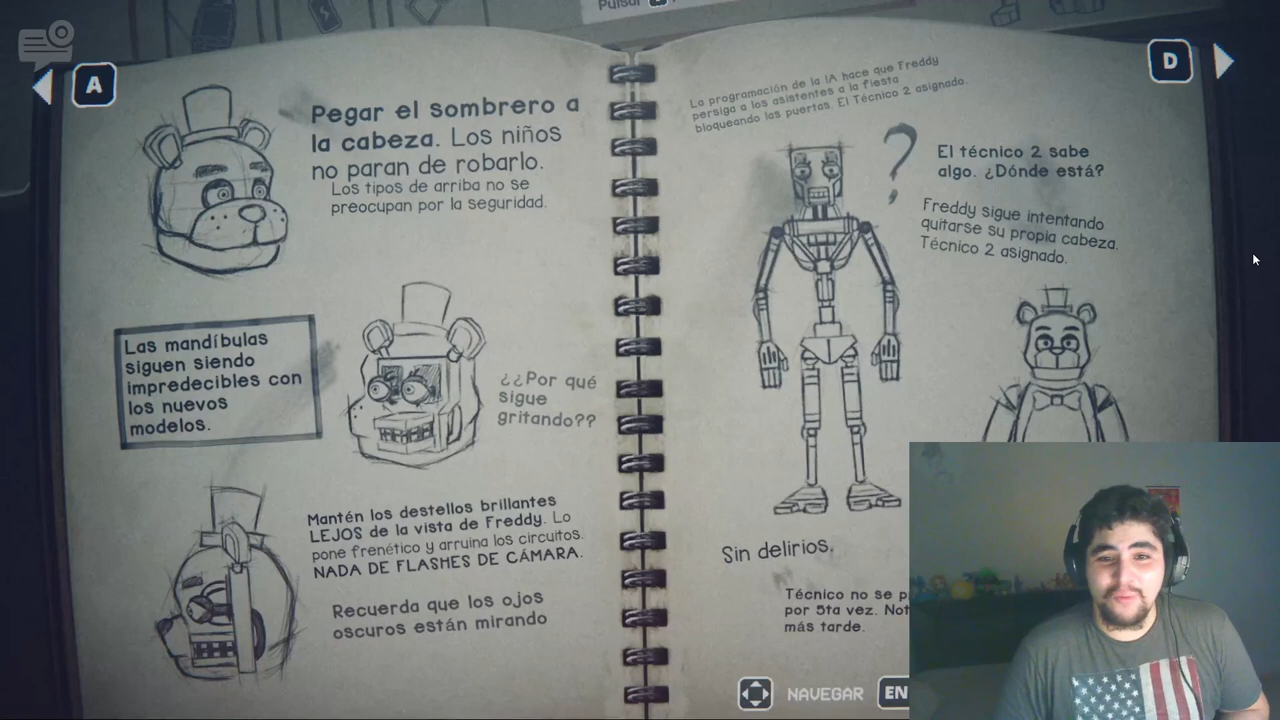 Pulsar
A
D
Pegar el sombrero a
la cabeza. Los niños
no paran de robarlo.
Los tipos de arriba no se
preocupan por la seguridad.
Las mandíbulas
siguen siendo
impredecibles con
los nuevos
modelos.
¿¿Por qué
sigue
gritando??
Mantén los destellos brillantes
LEJOS de la vista de Freddy. Lo
pone frenético y arruina los circuitos.
NADA DE FLASHES DE CÁMARA.
Recuerda que los ojos
oscuros están mirando
La programación de la IA hace que Freddy
persiga a los asistentes a la fiesta
bloqueando las puertas. El Técnico 2 asignado.
?
El técnico 2 sabe
algo. ¿Dónde está?
Freddy sigue intentando
quitarse su propia cabeza.
Técnico 2 asignado.
Sin delirios.
Técnico no se p
por 5ta vez. Not
más tarde.
NAVEGAR
EN